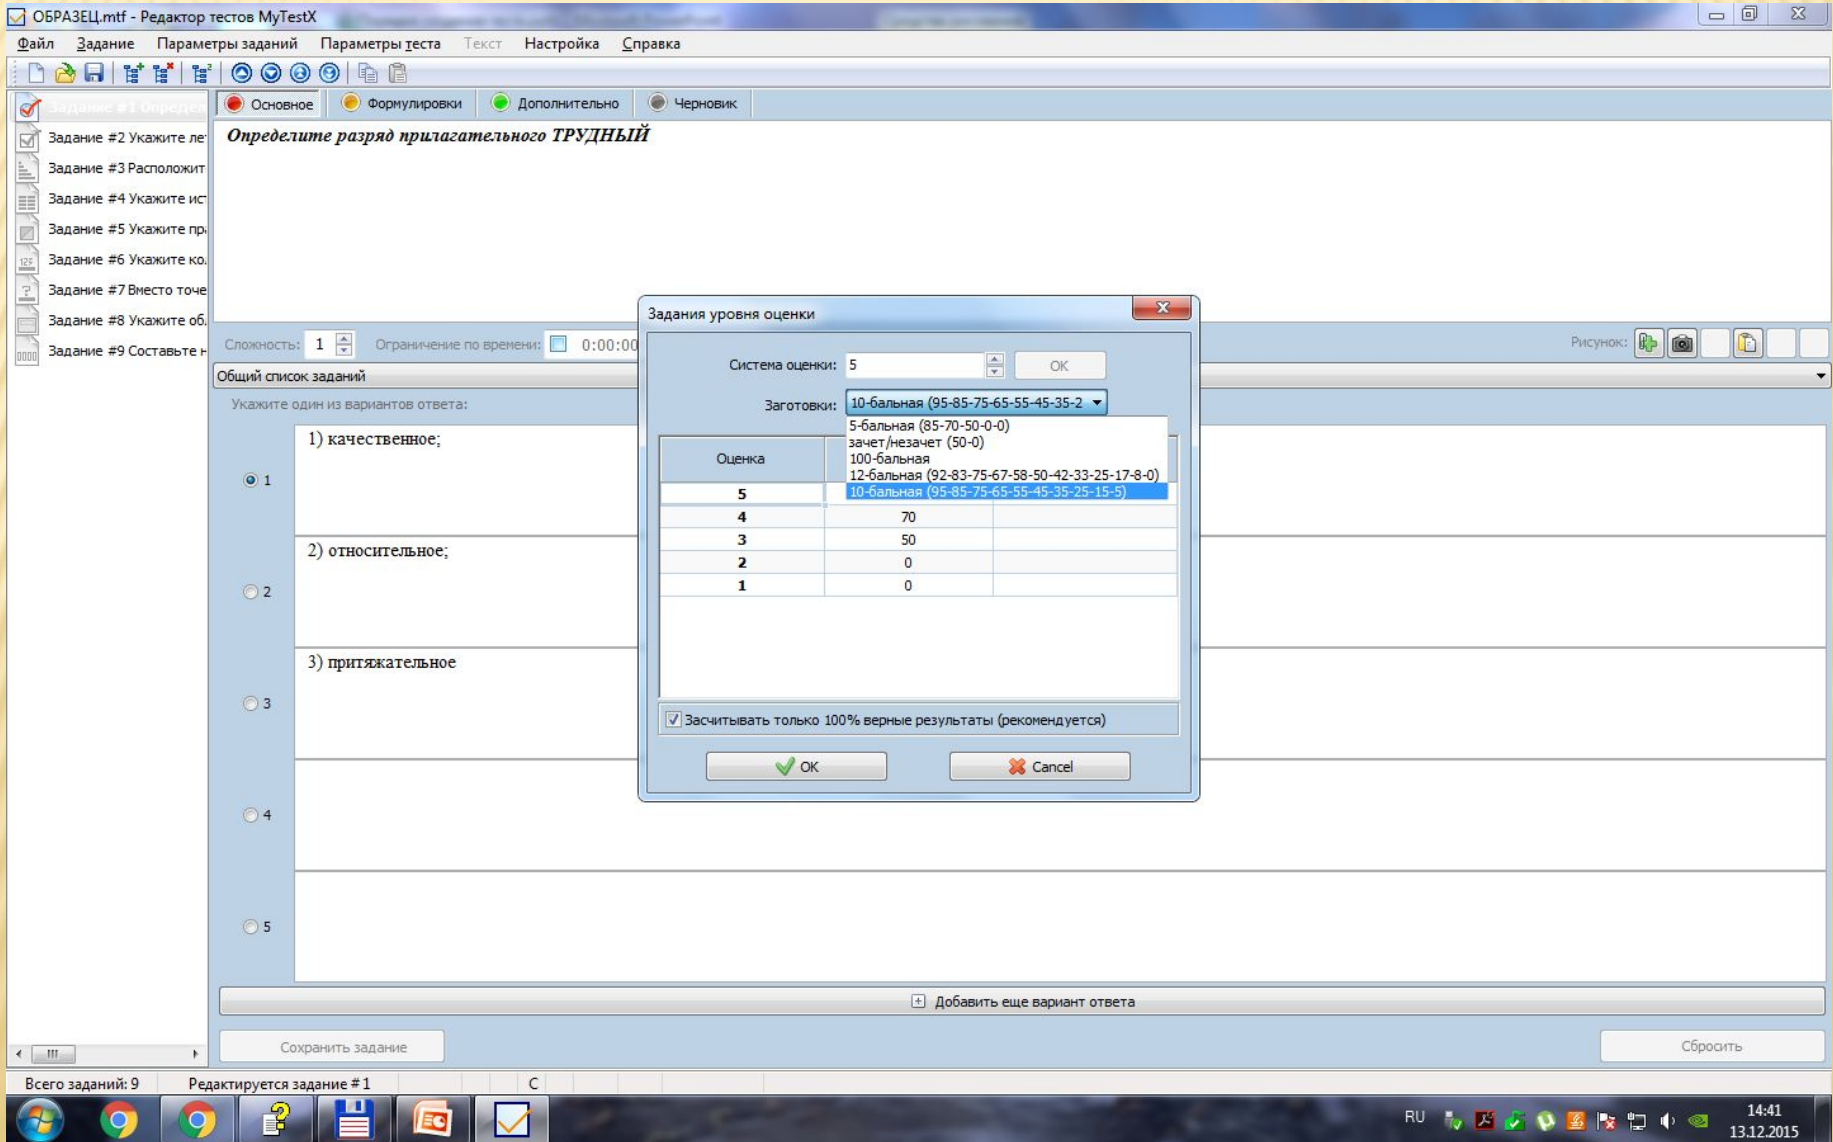 ОБРАЗЕЦ.mtf - Редактор тестов MyTestX
Файл Задание Параметры заданий Параметры теста Текст Настройка Справка
Задание #1 Определ
Задание #2 Укажите ле
Задание #3 Расположит
Задание #4 Укажите ис
Задание #5 Укажите пр
Задание #6 Укажите ко
Задание #7 Вместо точе
Задание #8 Укажите об
Задание #9 Составьте н
Основное Формулировки Дополнительно Черновик
Определите разряд прилагательного ТРУДНЫЙ
Сложность: 1 Ограничение по времени: 0:00:00
Рисунок:
Общий список заданий
Укажите один из вариантов ответа:
1
1) качественное;
2
2) относительное;
3
3) притяжательное
4
5
Задания уровня оценки
Система оценки: 5 OK
Заготовки: 10-бальная (95-85-75-65-55-45-35-2
5-бальная (85-70-50-0-0)
зачет/незачет (50-0)
100-бальная
12-бальная (92-83-75-67-58-50-42-33-25-17-8-0)
10-бальная (95-85-75-65-55-45-35-25-15-5)
Оценка
5
4 70
3 50
2 0
1 0
Засчитывать только 100% верные результаты (рекомендуется)
OK Cancel
Добавить еще вариант ответа
Сохранить задание Сбросить
Всего заданий: 9 Редактируется задание # 1 С
RU 14:41
13.12.2015